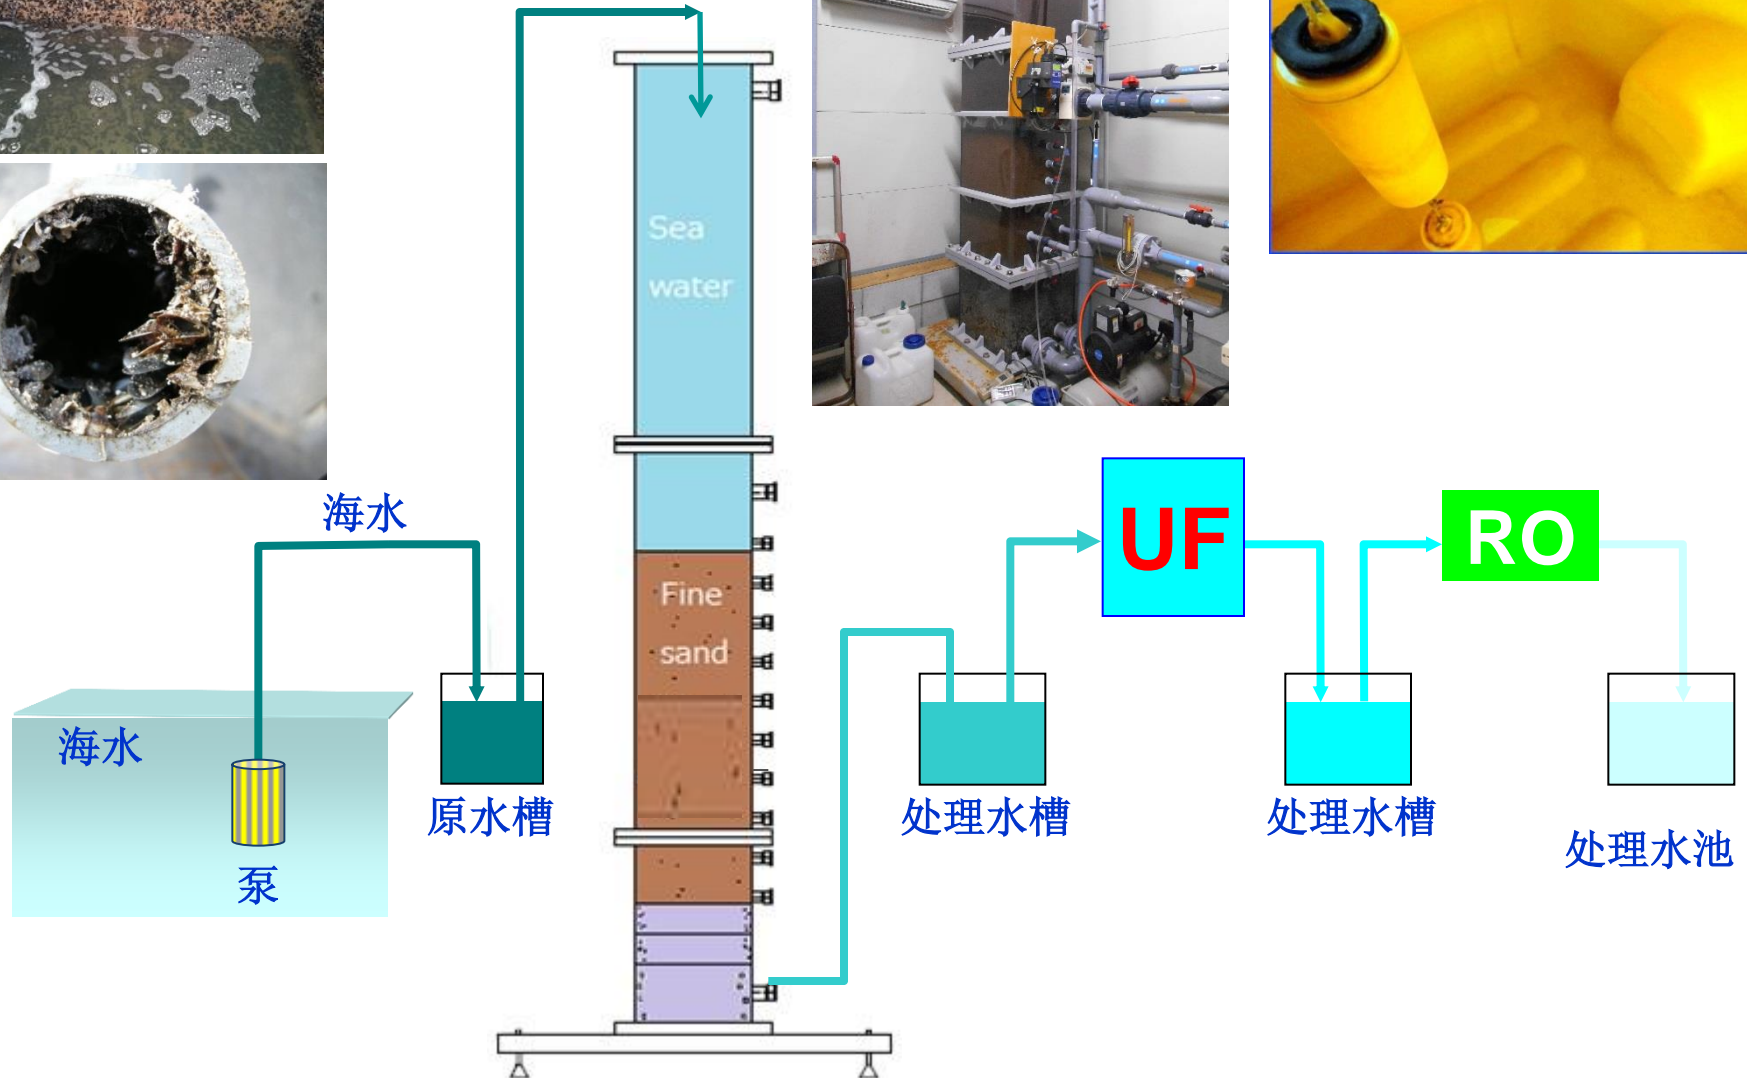 Sea
water
海水
UF
RO
Fine
sand
海水
原水槽
处理水槽
处理水槽
处理水池
泵